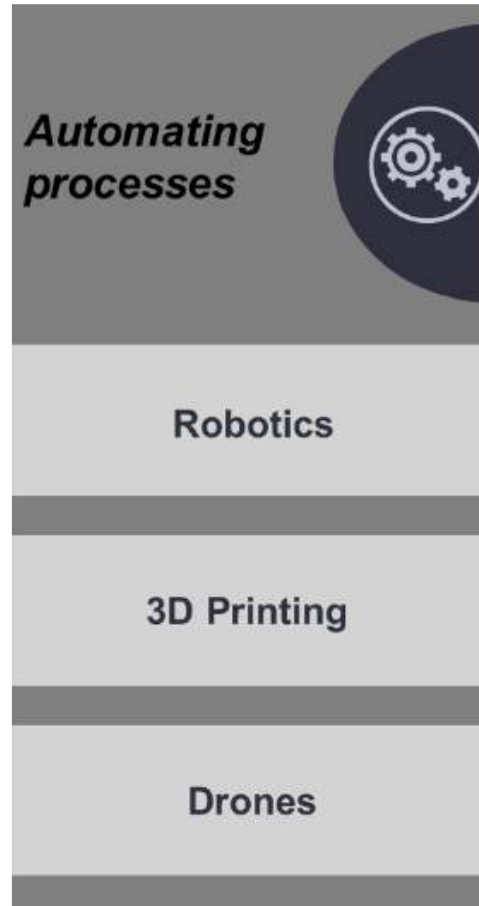 Automating
processes
Robotics
3D Printing
Drones